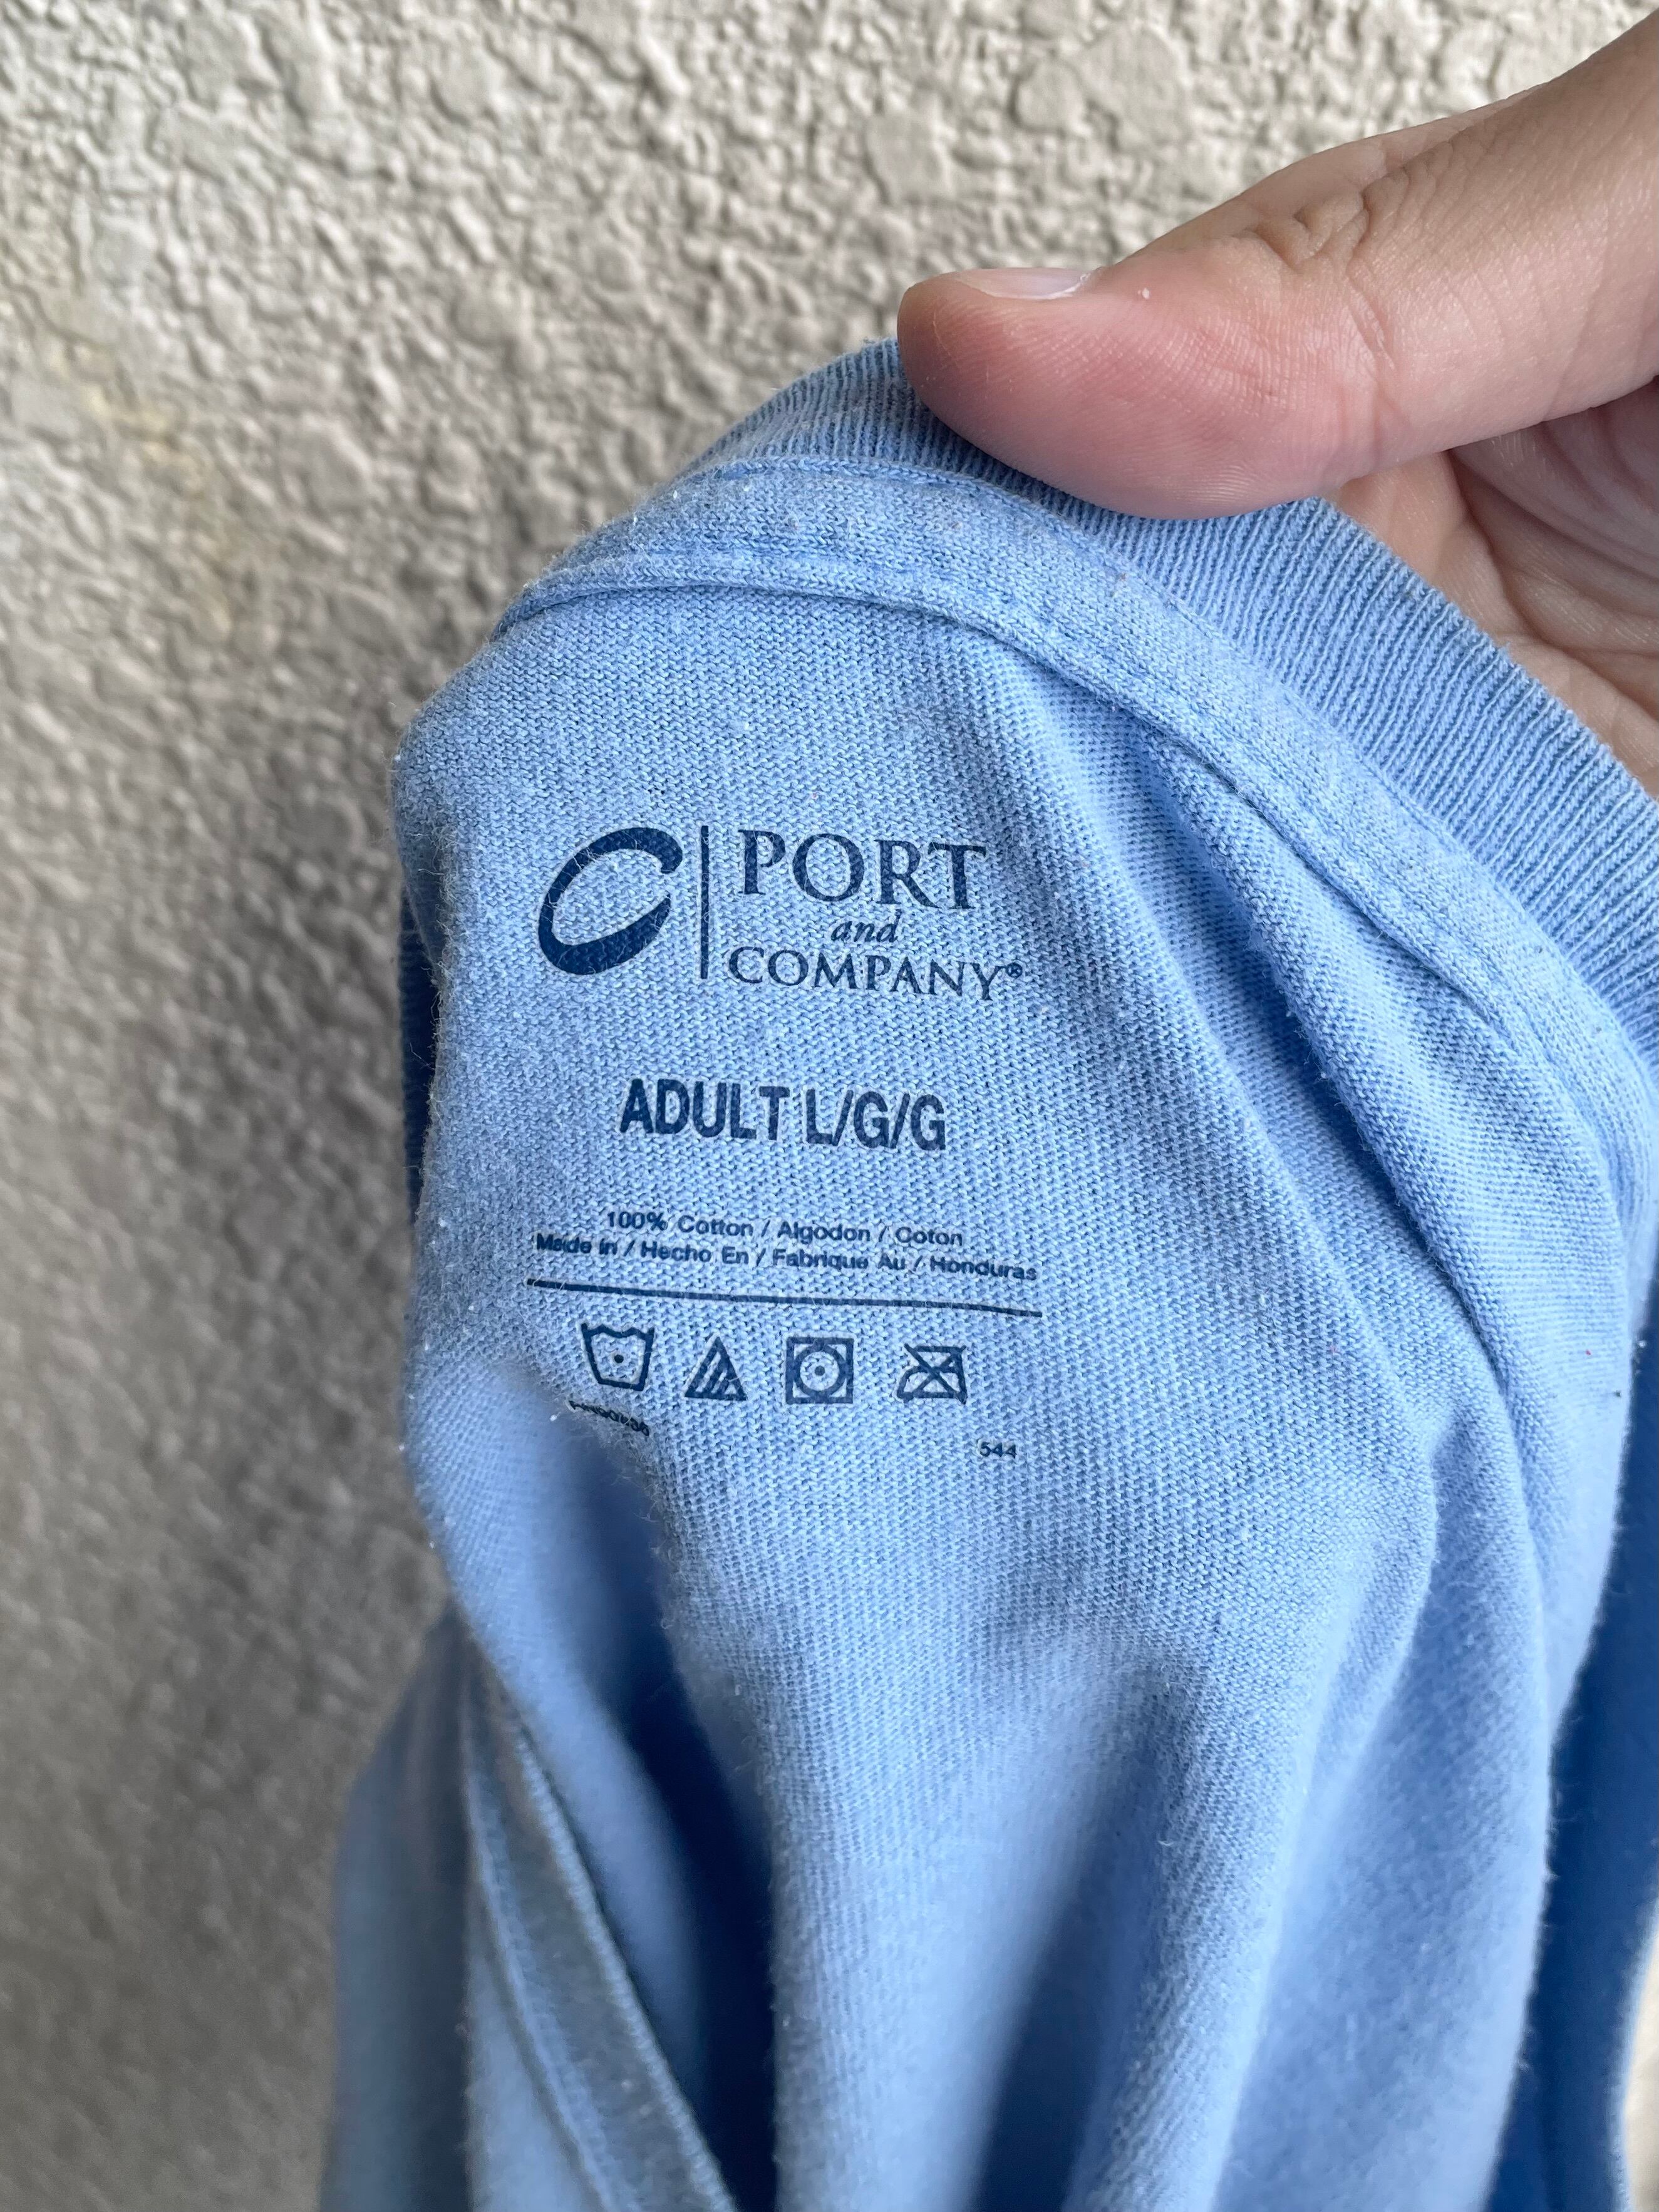 PORT
and
COMPANY®
ADULT L/G/G
100% Cotton / Algodon / Coton
Made in / Hecho En / Fabrique Au / Honduras
544